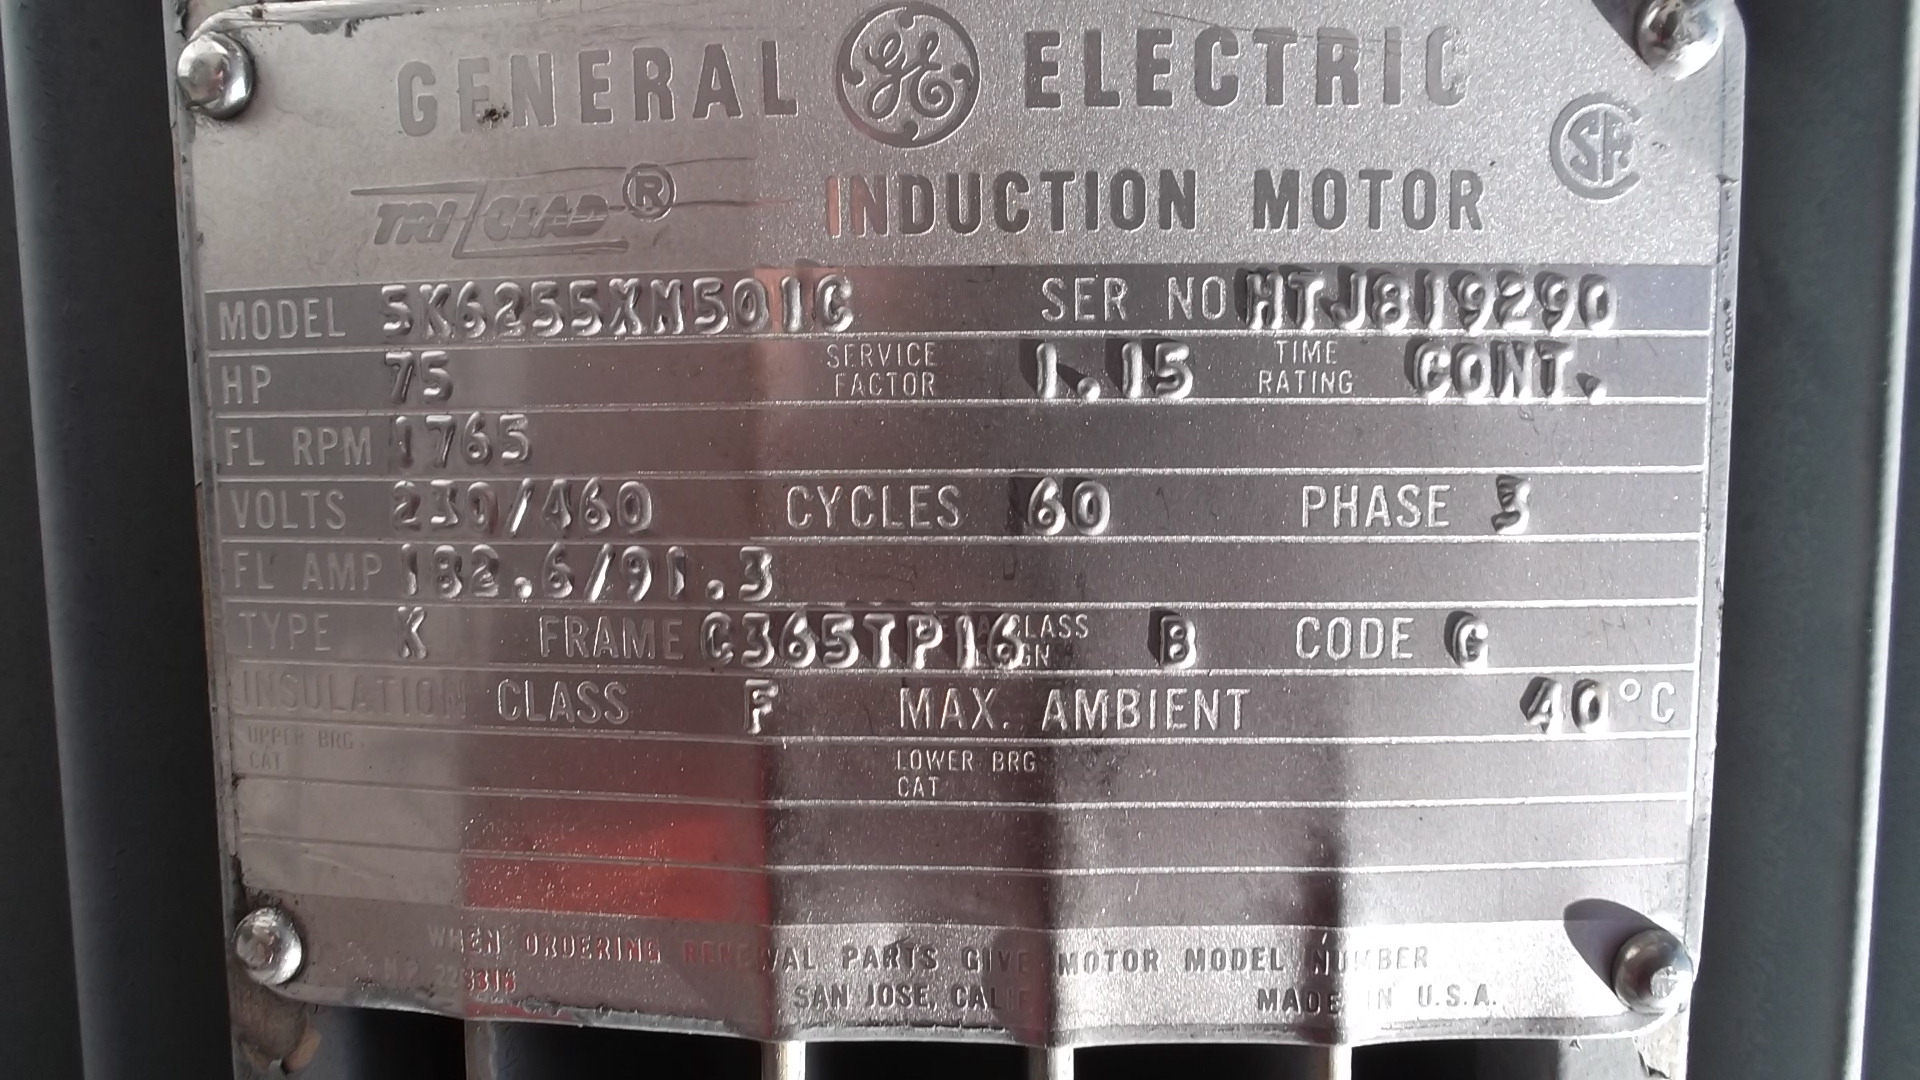 GENERAL GE ELECTRIC
TRI/CLAD® INDUCTION MOTOR
MODEL 5K6255XM501C SER NO HTJ819290
HP 75 SERVICE FACTOR 1.15 TIME RATING CONT.
FL RPM 1765
VOLTS 230/460 CYCLES 60 PHASE 3
FL AMP 182.6/91.3
TYPE K FRAME C365TP16 CLASS B CODE G
INSULATION CLASS F MAX. AMBIENT 40°C
UPPER BRG. CAT LOWER BRG CAT
WHEN ORDERING RENEWAL PARTS GIVE MOTOR MODEL NUMBER
SAN JOSE, CALIF MADE IN U.S.A.